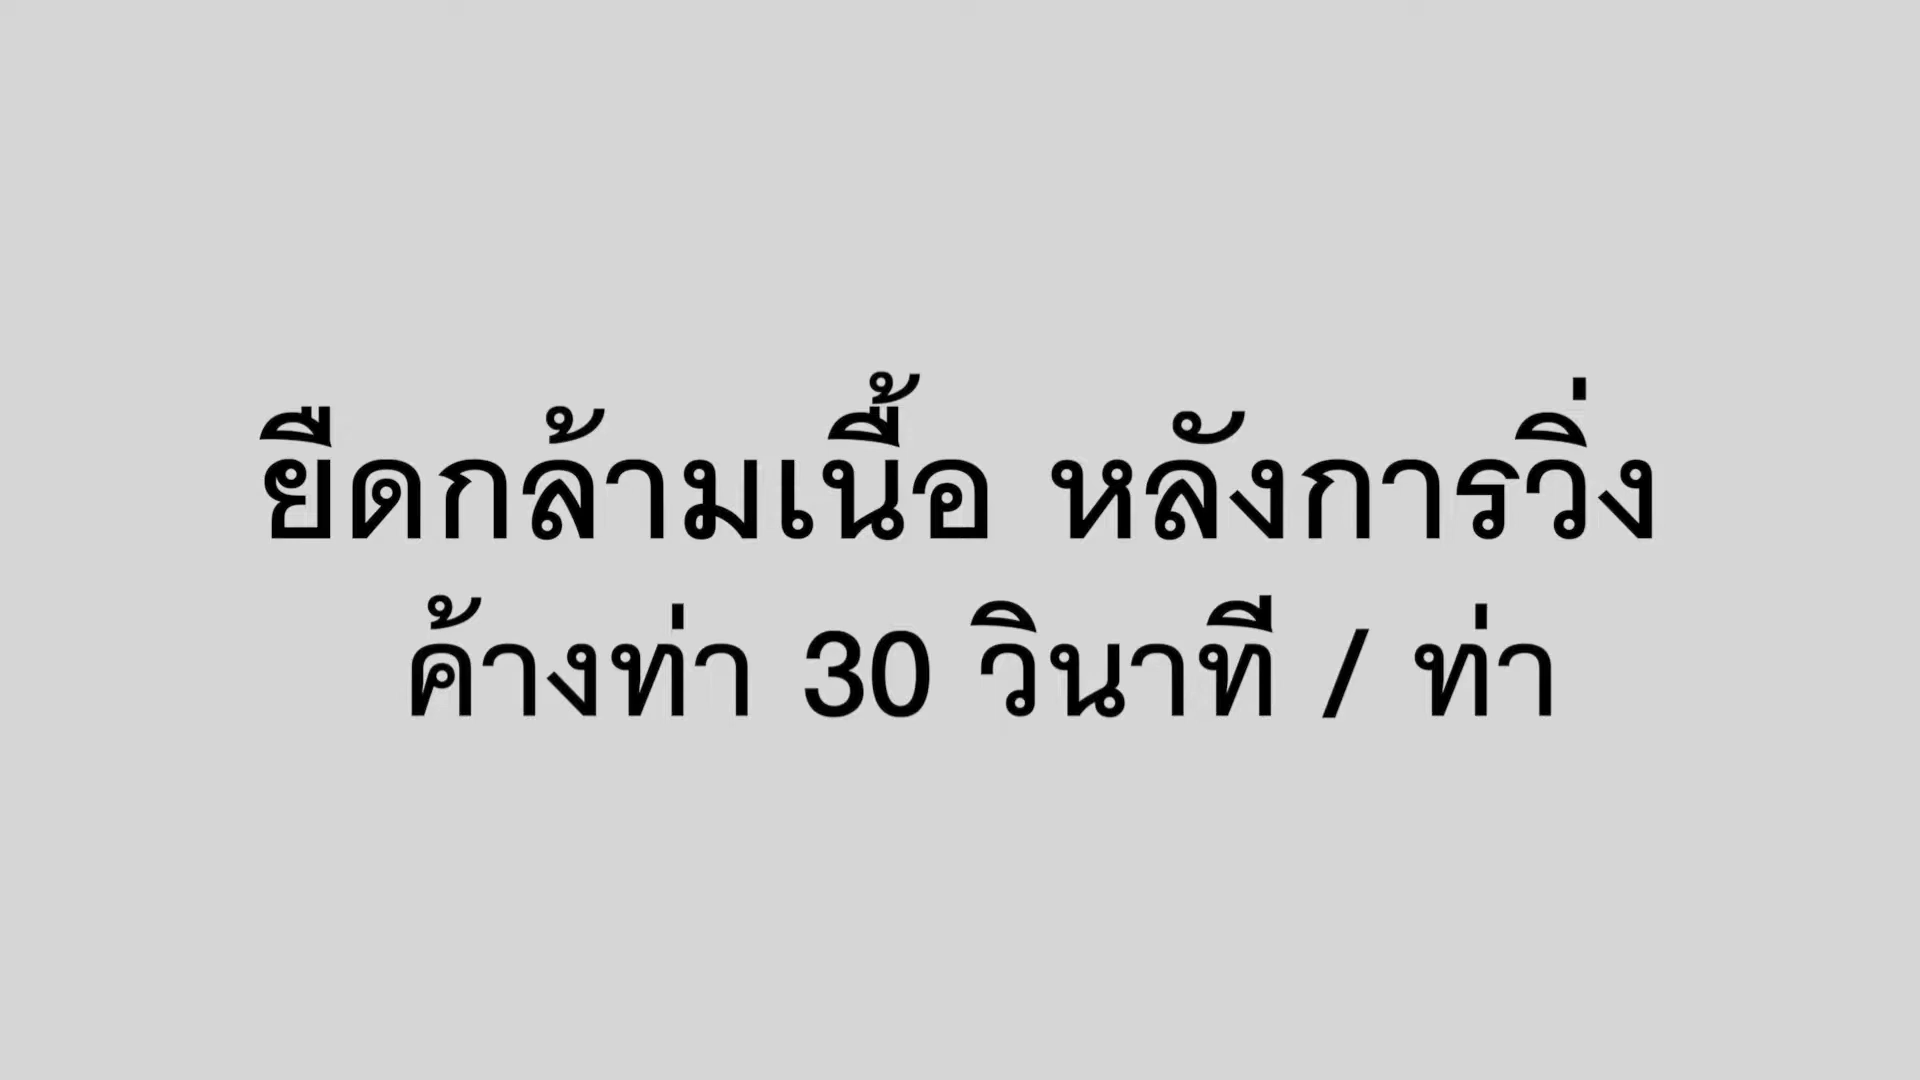 ยืดกล้ามเนื้อ หลังการวิ่ง
ค้างท่า 30 วินาที / ท่า